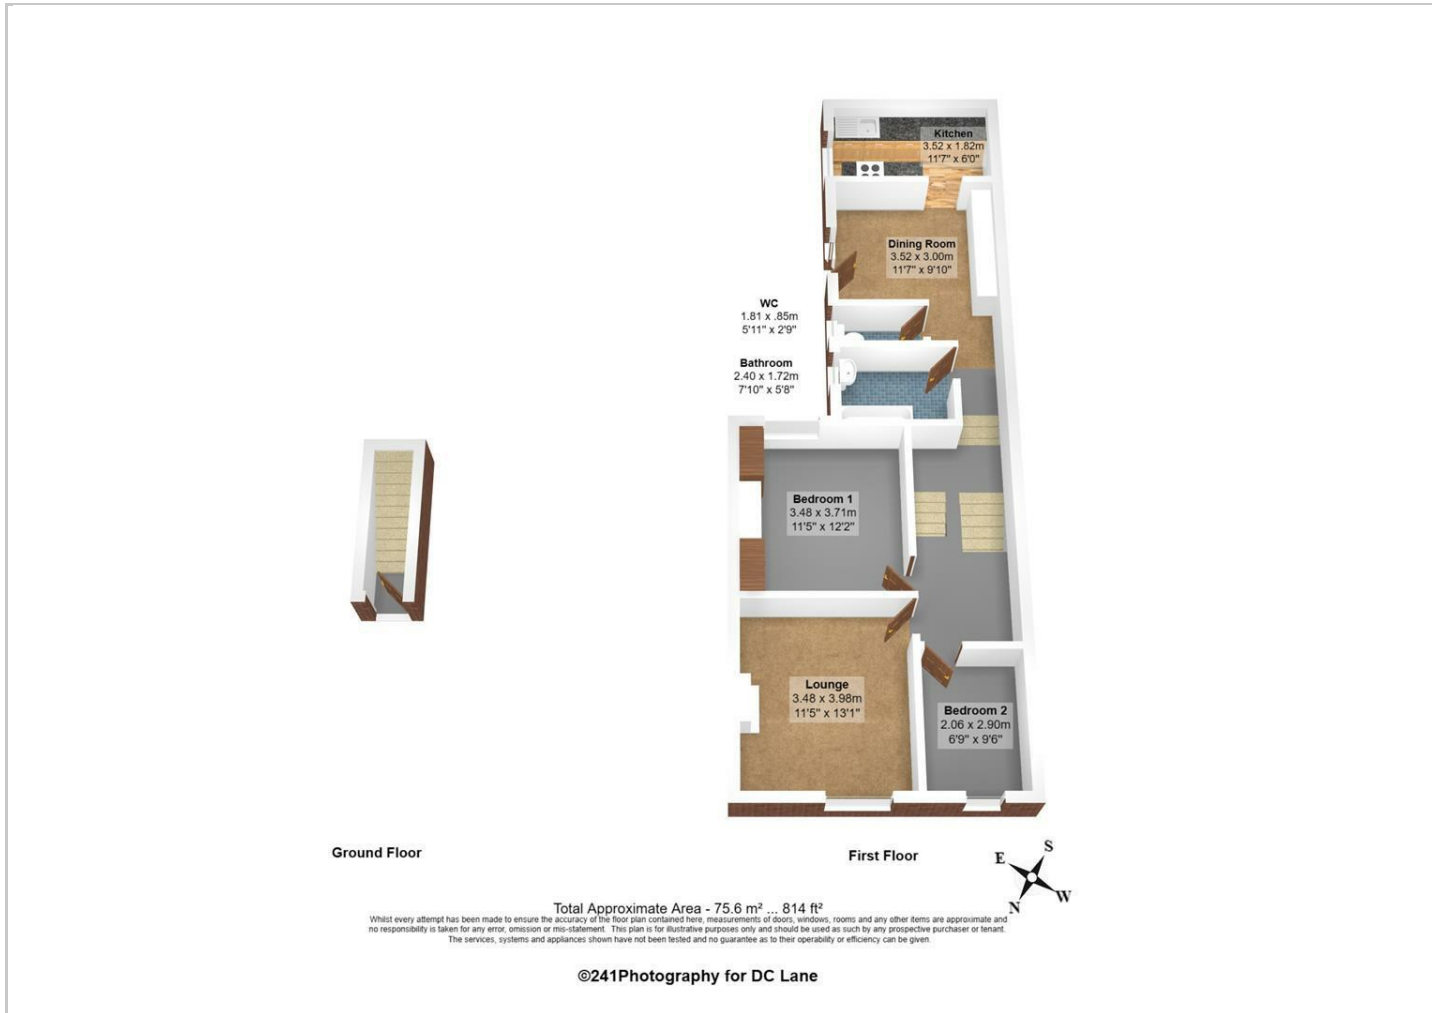 Kitchen
3.52 x 1.82m
11'7" x 6'0"
Dining Room
3.52 x 3.00m
11'7" x 9'10"
WC
1.81 x .85m
5'11" x 2'9"
Bathroom
2.40 x 1.72m
7'10" x 5'8"
Bedroom 1
3.48 x 3.71m
11'5" x 12'2"
Lounge
3.48 x 3.98m
11'5" x 13'1"
Bedroom 2
2.06 x 2.90m
6'9" x 9'6"
Ground Floor
First Floor
S
E
W
N
Total Approximate Area - 75.6 m² ... 814 ft²
Whilst every attempt has been made to ensure the accuracy of the floor plan contained here, measurements of doors, windows, rooms and any other items are approximate and
no responsibility is taken for any error, omission or mis-statement. This plan is for illustrative purposes only and should be used as such by any prospective purchaser or tenant.
The services, systems and appliances shown have not been tested and no guarantee as to their operability or efficiency can be given.
©241Photography for DC Lane